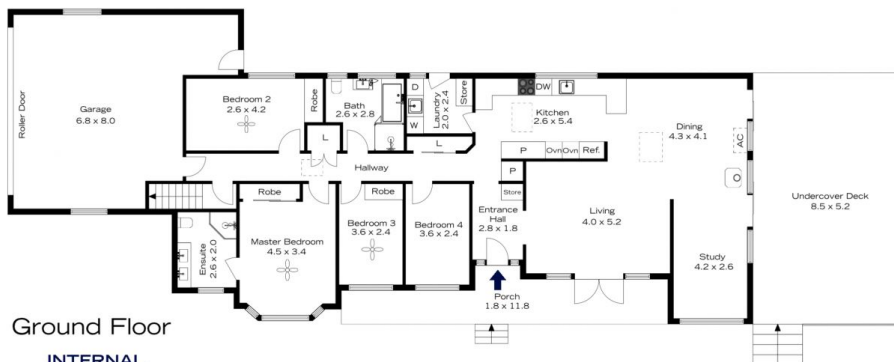 Roller Door
Garage
6.8 x 8.0
Bedroom 2
2.6 x 4.2
Robe
Bath
2.6 x 2.8
D
W
Laundry
2.0 x 2.4
Store
DW
Kitchen
2.6 x 5.4
Dining
4.3 x 4.1
AC
L
L
P
Ovn
Ovn
Ref.
Hallway
P
Store
Robe
Robe
Bedroom 3
3.6 x 2.4
Bedroom 4
3.6 x 2.4
Entrance
Hall
2.8 x 1.8
Living
4.0 x 5.2
Undercover Deck
8.5 x 5.2
Ensuite
2.6 x 2.0
Master Bedroom
4.5 x 3.4
Study
4.2 x 2.6
Porch
1.8 x 11.8
Ground Floor
INTERNAL